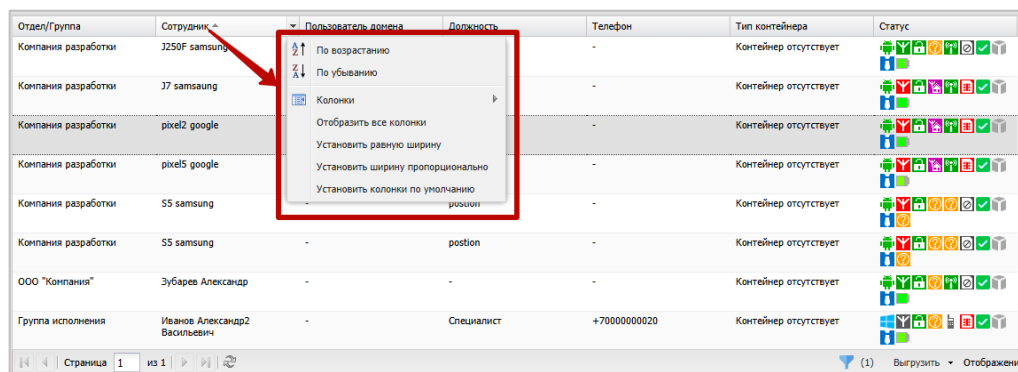 Отдел/Группа Сотрудник Пользователь домена Должность Телефон Тип контейнера Статус
Компания разработки J250F samsung - Контейнер отсутствует
По возрастанию
По убыванию
Компания разработки J7 samsaung - Контейнер отсутствует
Колонки
Компания разработки pixel2 google - Контейнер отсутствует
Отобразить все колонки
Установить равную ширину
Компания разработки pixel5 google - Контейнер отсутствует
Установить ширину пропорционально
Установить колонки по умолчанию
Компания разработки S5 samsung - postion - Контейнер отсутствует
Компания разработки S5 samsung - postion - Контейнер отсутствует
ООО "Компания" Зубарев Александр - - - Контейнер отсутствует
Группа исполнения Иванов Александр2 - Специалист +70000000020 Контейнер отсутствует
Васильевич
Страница 1 из 1 (1) Выгрузить Отображени